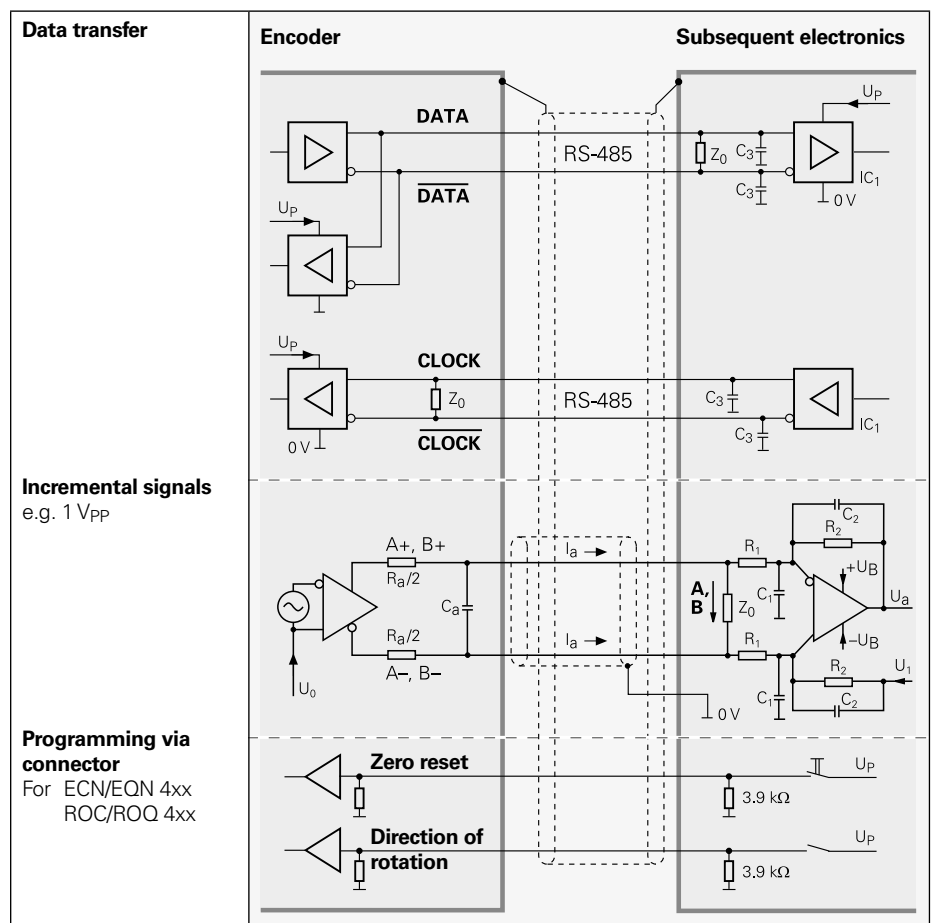 Data transfer
Encoder
Subsequent electronics
UP
DATA
RS-485
Z0
C3
C3
IC1
0 V
DATA
UP
UP
CLOCK
Z0
RS-485
C3
C3
IC1
0 V
CLOCK
Incremental signals
e.g. 1 VPP
C2
R2
A+, B+
Ia
R1
+UB
Ra/2
Ca
A,
B
C1
Z0
Ua
Ra/2
Ia
R1
–UB
A–, B–
R2
U1
U0
C1
C2
0 V
Programming via
connector
For ECN/EQN 4xx
ROC/ROQ 4xx
Zero reset
UP
3.9 kΩ
Direction of
rotation
UP
3.9 kΩ